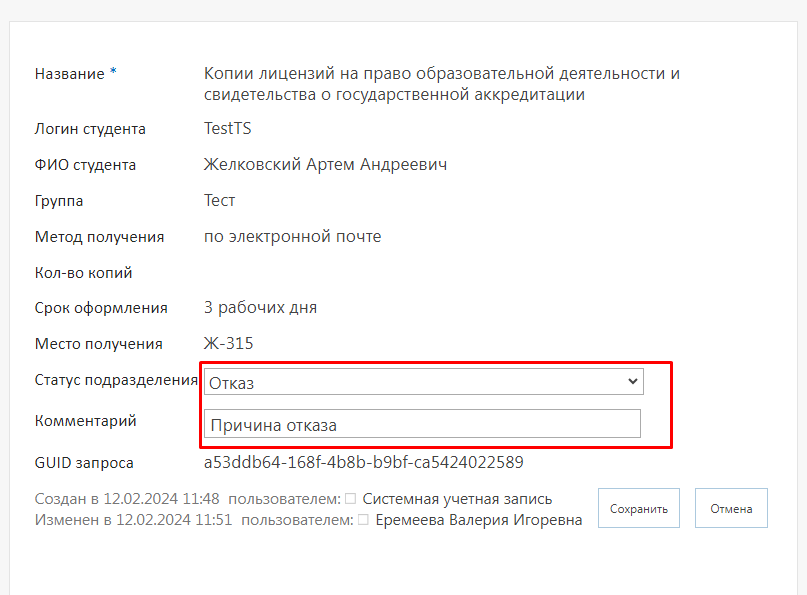 Название * Копии лицензий на право образовательной деятельности и
свидетельства о государственной аккредитации
Логин студента TestTS
ФИО студента Желковский Артем Андреевич
Группа Тест
Метод получения по электронной почте
Кол-во копий
Срок оформления 3 рабочих дня
Место получения Ж-315
Статус подразделения Отказ
Комментарий Причина отказа
GUID запроса a53ddb64-168f-4b8b-b9bf-ca5424022589
Создан в 12.02.2024 11:48 пользователем: Системная учетная запись
Изменен в 12.02.2024 11:51 пользователем: Еремеева Валерия Игоревна
Сохранить Отмена